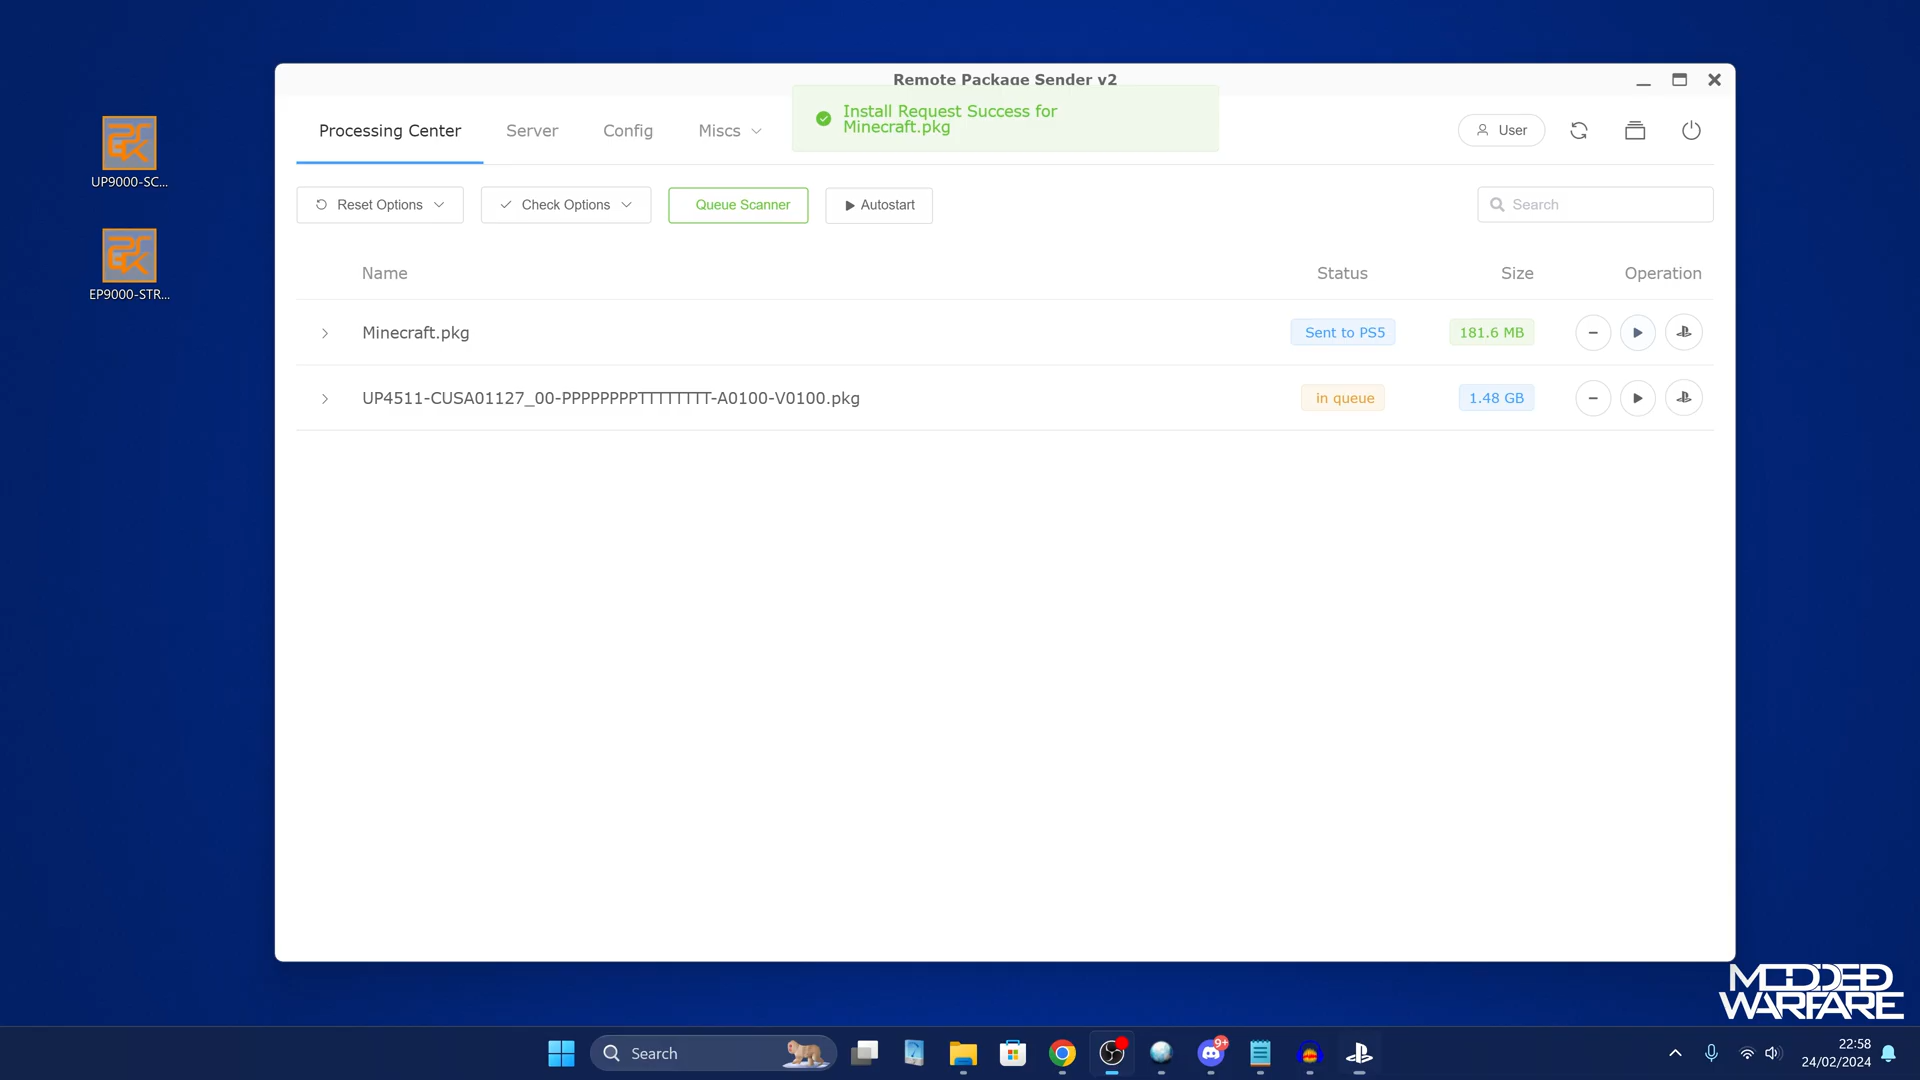 Remote Package Sender v2
Install Request Success for
Minecraft.pkg
Processing Center
Server
Config
Miscs
User
Reset Options
Check Options
Queue Scanner
Autostart
Search
Name
Status
Size
Operation
Minecraft.pkg
Sent to PS5
181.6 MB
UP4511-CUSA01127_00-PPPPPPPPTTTTTTTT-A0100-V0100.pkg
in queue
1.48 GB
UP9000-SC...
EP9000-STR...
MODDED
WARFARE
Search
9+
22:58
24/02/2024